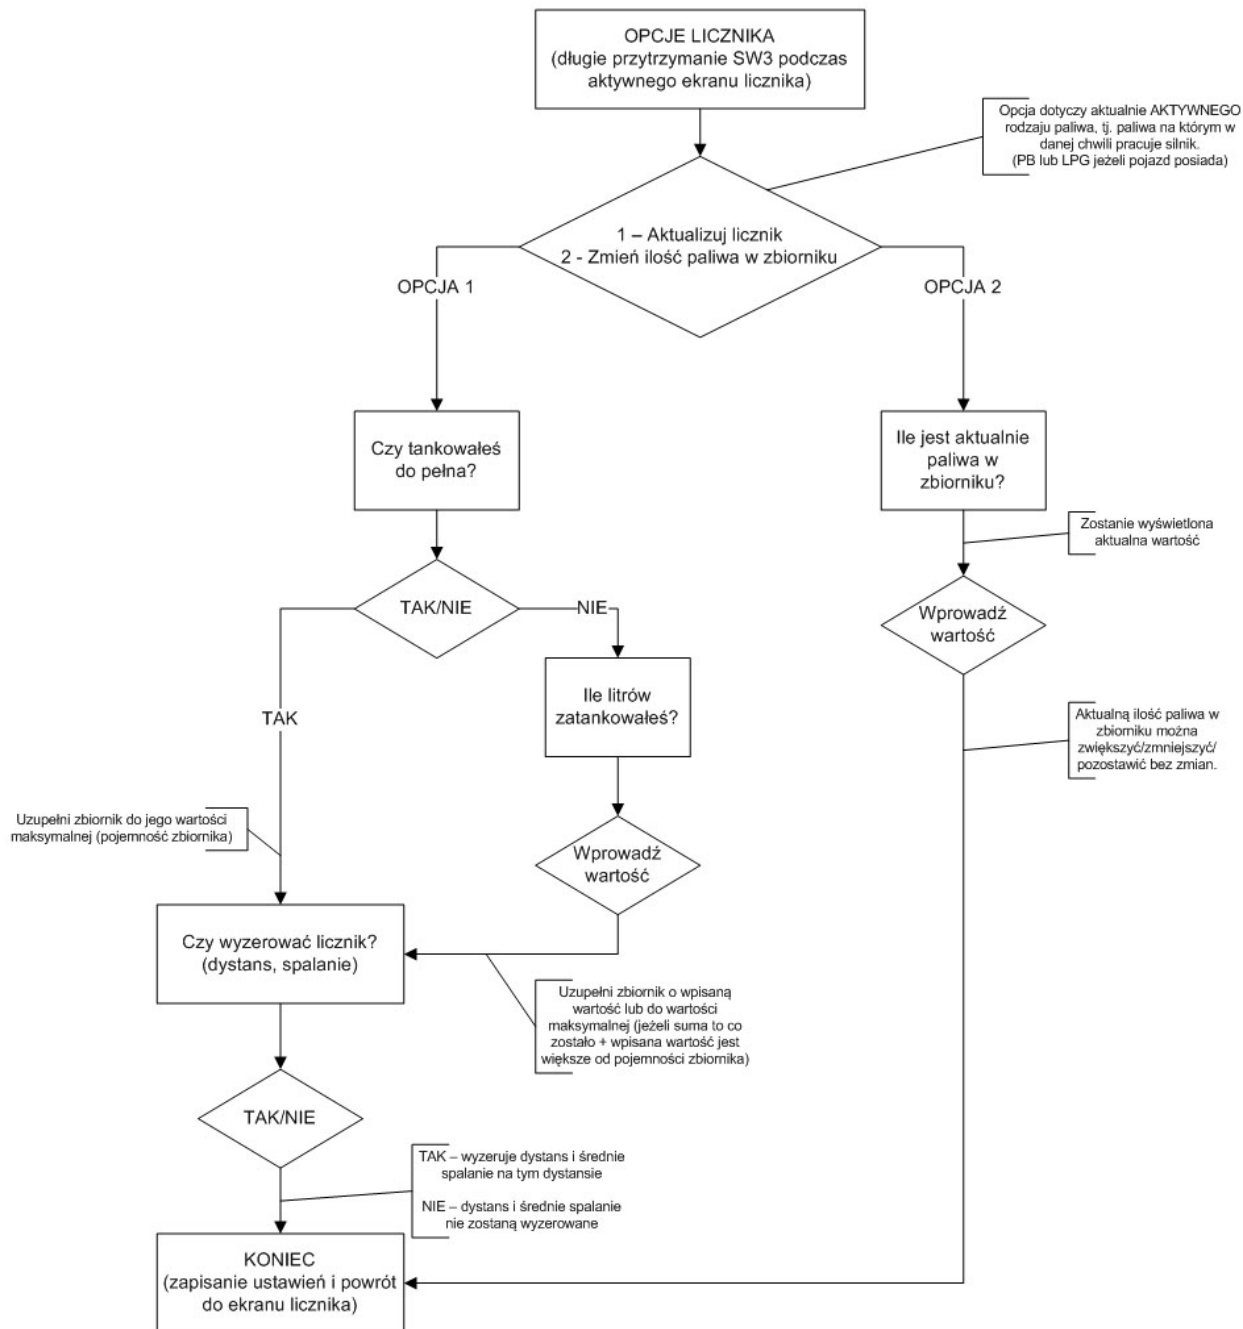 OPCJE LICZNIKA
(długie przytrzymanie SW3 podczas
aktywnego ekranu licznika)
Opcja dotyczy aktualnie AKTYWNEGO
rodzaju paliwa, tj. paliwa na którym w
danej chwili pracuje silnik.
(PB lub LPG jeżeli pojazd posiada)
1 – Aktualizuj licznik
2 - Zmień ilość paliwa w zbiorniku
OPCJA 1
OPCJA 2
Czy tankowałeś
do pełna?
Ile jest aktualnie
paliwa w
zbiorniku?
Zostanie wyświetlona
aktualna wartość
TAK/NIE
NIE
Wprowadź
wartość
Ile litrów
zatankowałeś?
TAK
Aktualną ilość paliwa w
zbiorniku można
zwiększyć/zmniejszyć/
pozostawić bez zmian.
Uzupełni zbiornik do jego wartości
maksymalnej (pojemność zbiornika)
Wprowadź
wartość
Czy wyzerować licznik?
(dystans, spalanie)
Uzupełni zbiornik o wpisaną
wartość lub do wartości
maksymalnej (jeżeli suma to co
zostało + wpisana wartość jest
większe od pojemności zbiornika)
TAK/NIE
TAK – wyzeruje dystans i średnie
spalanie na tym dystansie
NIE – dystans i średnie spalanie
nie zostaną wyzerowane
KONIEC
(zapisanie ustawień i powrót
do ekranu licznika)